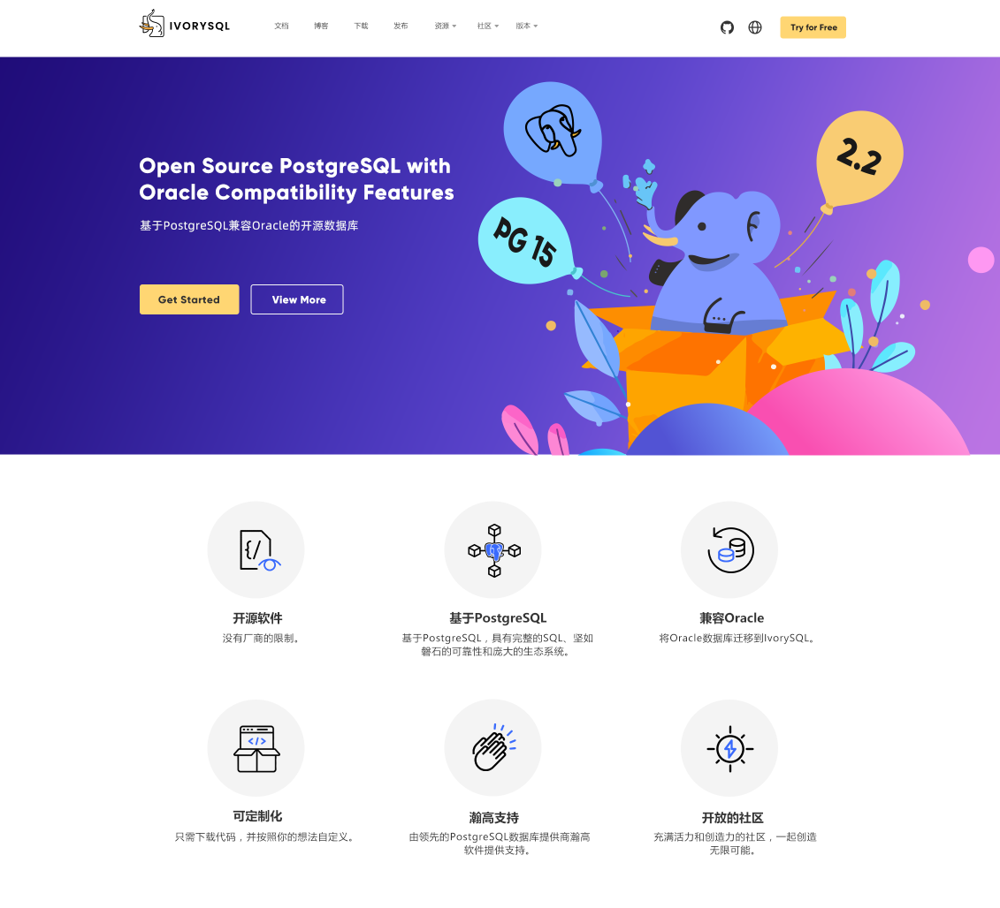 IVORYSQL
文档 博客 下载 发布 资源 社区 版本
Try for Free
Open Source PostgreSQL with
Oracle Compatibility Features
基于PostgreSQL兼容Oracle的开源数据库
Get Started
View More
2.2
PG 15
开源软件
没有厂商的限制。
基于PostgreSQL
基于PostgreSQL，具有完整的SQL、坚如
磐石的可靠性和庞大的生态系统。
兼容Oracle
将Oracle数据库迁移到IvorySQL。
可定制化
只需下载代码，并按照你的想法自定义。
瀚高支持
由领先的PostgreSQL数据库提供商瀚高
软件提供支持。
开放的社区
充满活力和创造力的社区，一起创造
无限可能。